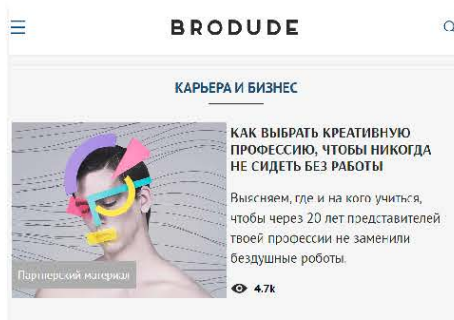 BRODUDE
КАРЬЕРА И БИЗНЕС
КАК ВЫБРАТЬ КРЕАТИВНУЮ
ПРОФЕССИЮ, ЧТОБЫ НИКОГДА
НЕ СИДЕТЬ БЕЗ РАБОТЫ
Выясняем, где и на кого учиться,
чтобы через 20 лет представителей
твоей профессии не заменили
бездушные роботы.
Партнерский материал
4.7k